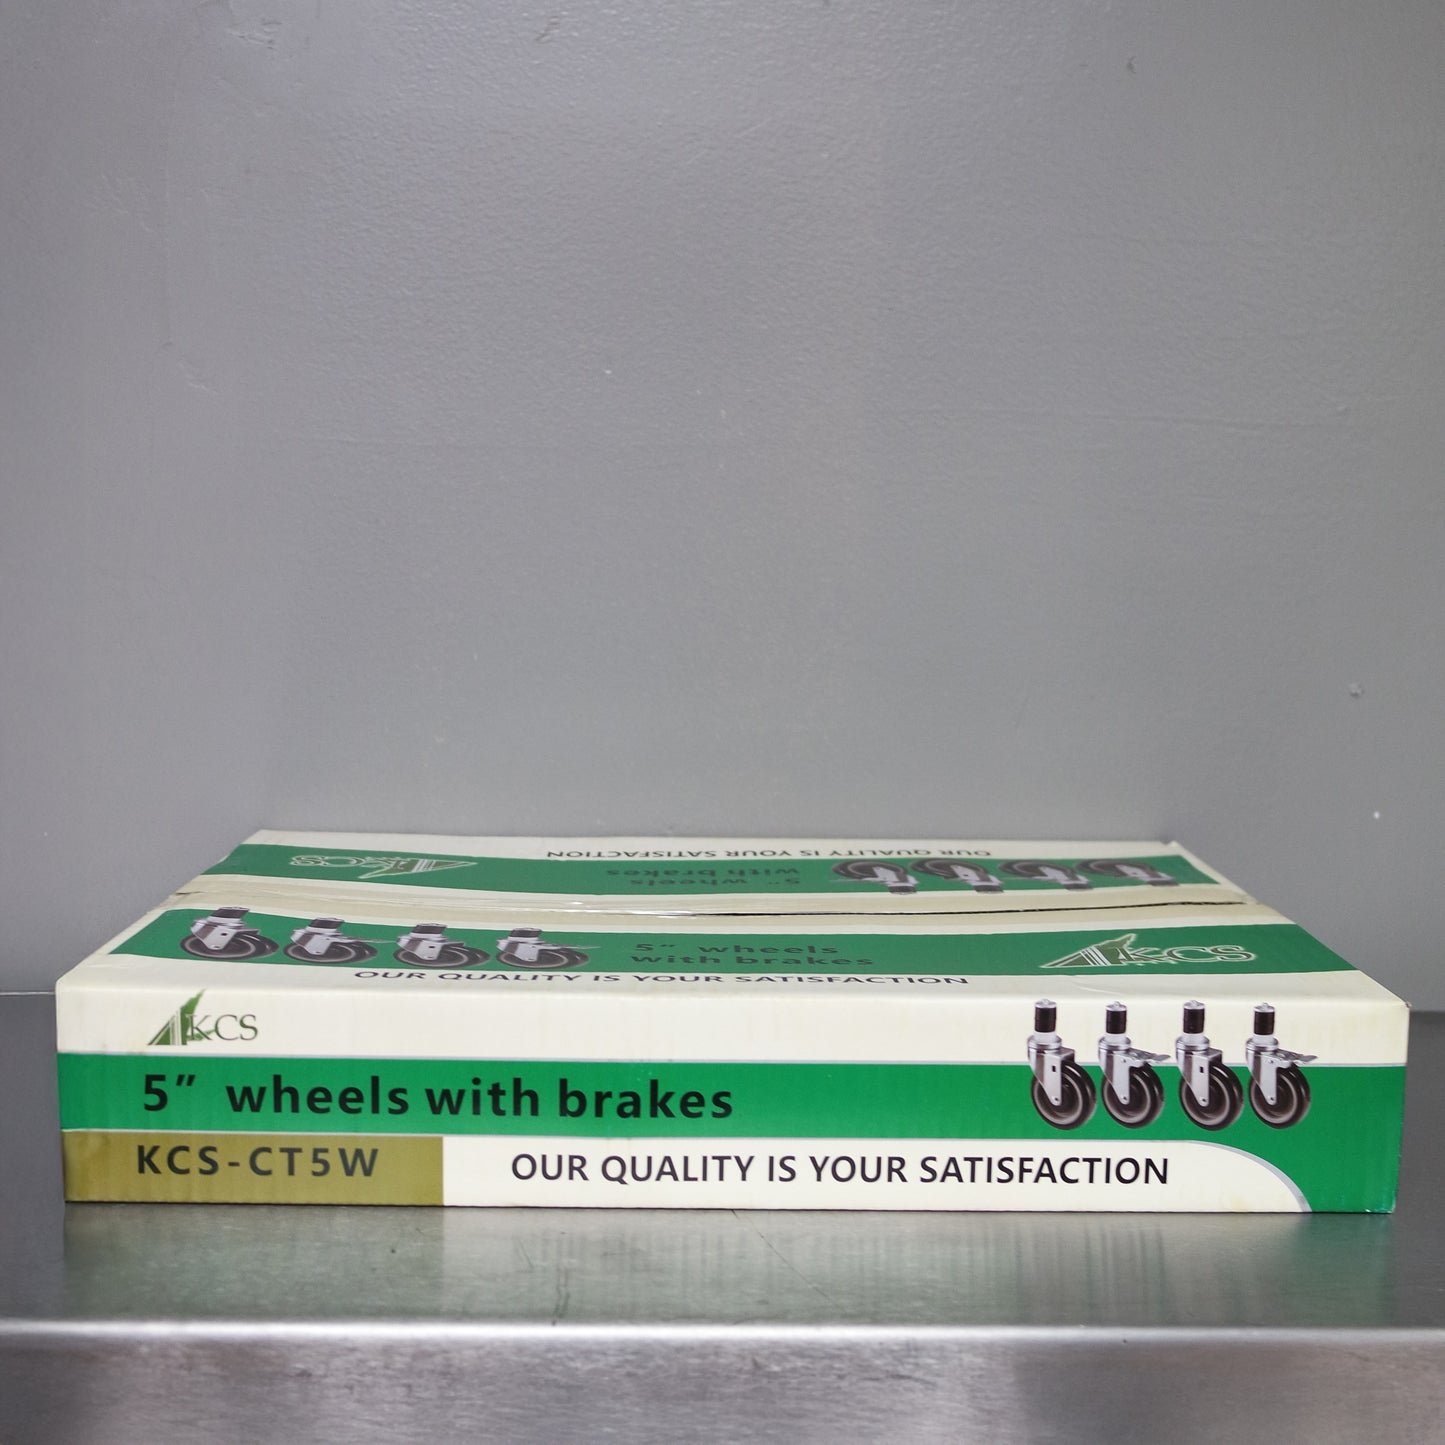 OUR QUALITY IS YOUR SATISFACTION
5" wheels
with brakes
KCS
5" wheels
with brakes
KCS
OUR QUALITY IS YOUR SATISFACTION
KCS
5" wheels with brakes
KCS-CT5W
OUR QUALITY IS YOUR SATISFACTION